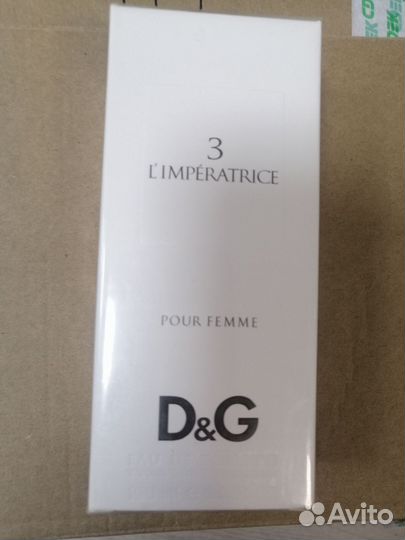 3
L'IMPÉRATRICE
POUR FEMME
D&G
Avito